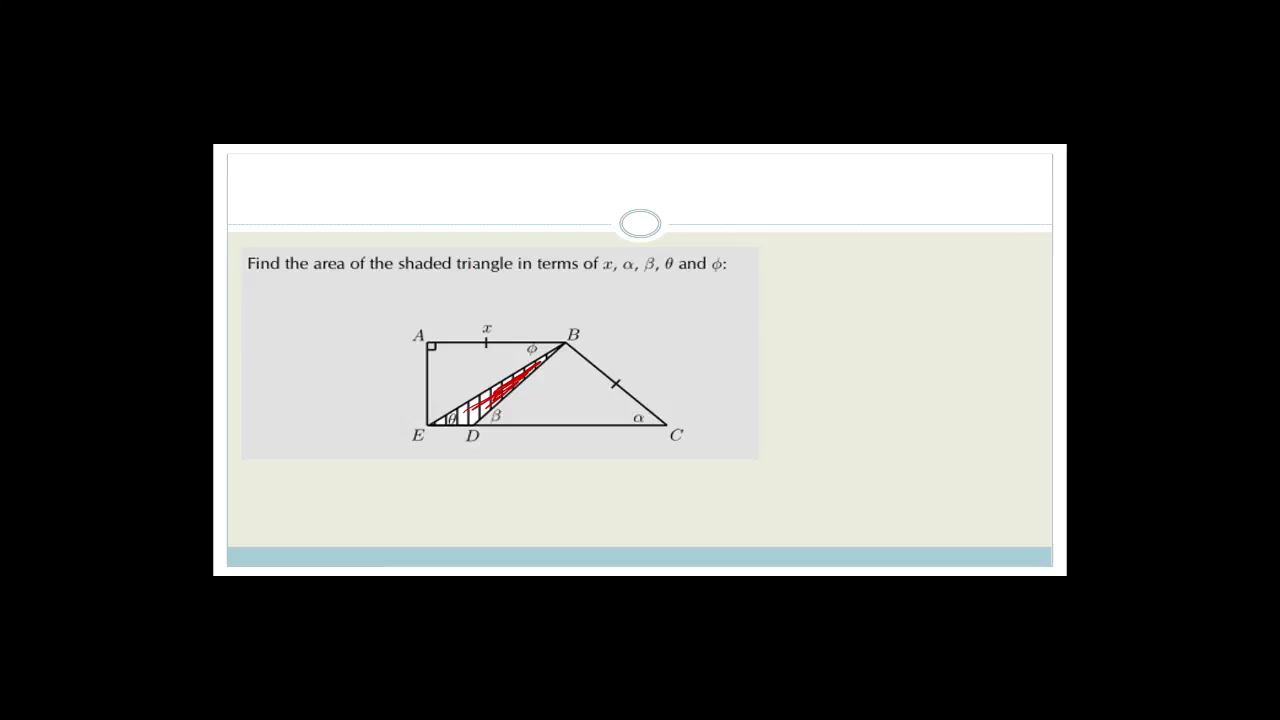 Find the area of the shaded triangle in terms of x, α, β, θ and ϕ:
A x B
ϕ
θ β α
E D C